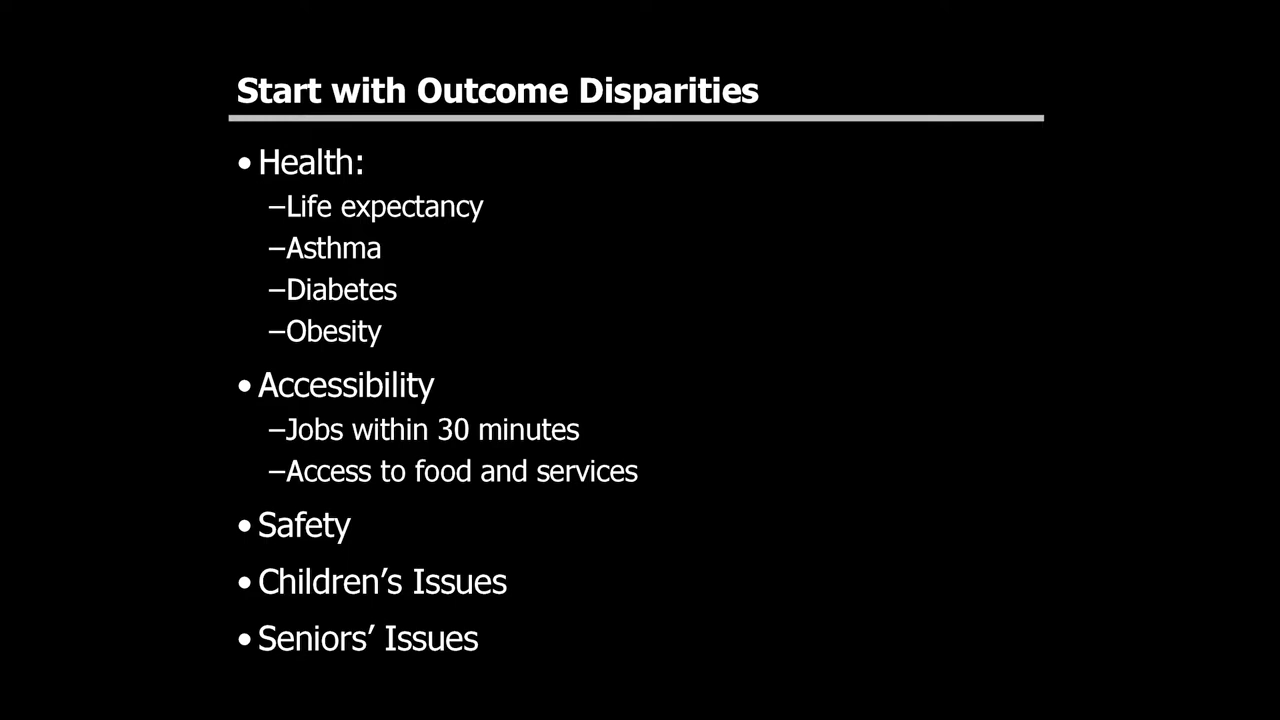 Start with Outcome Disparities
• Health:
–Life expectancy
–Asthma
–Diabetes
–Obesity
• Accessibility
–Jobs within 30 minutes
–Access to food and services
• Safety
• Children’s Issues
• Seniors’ Issues